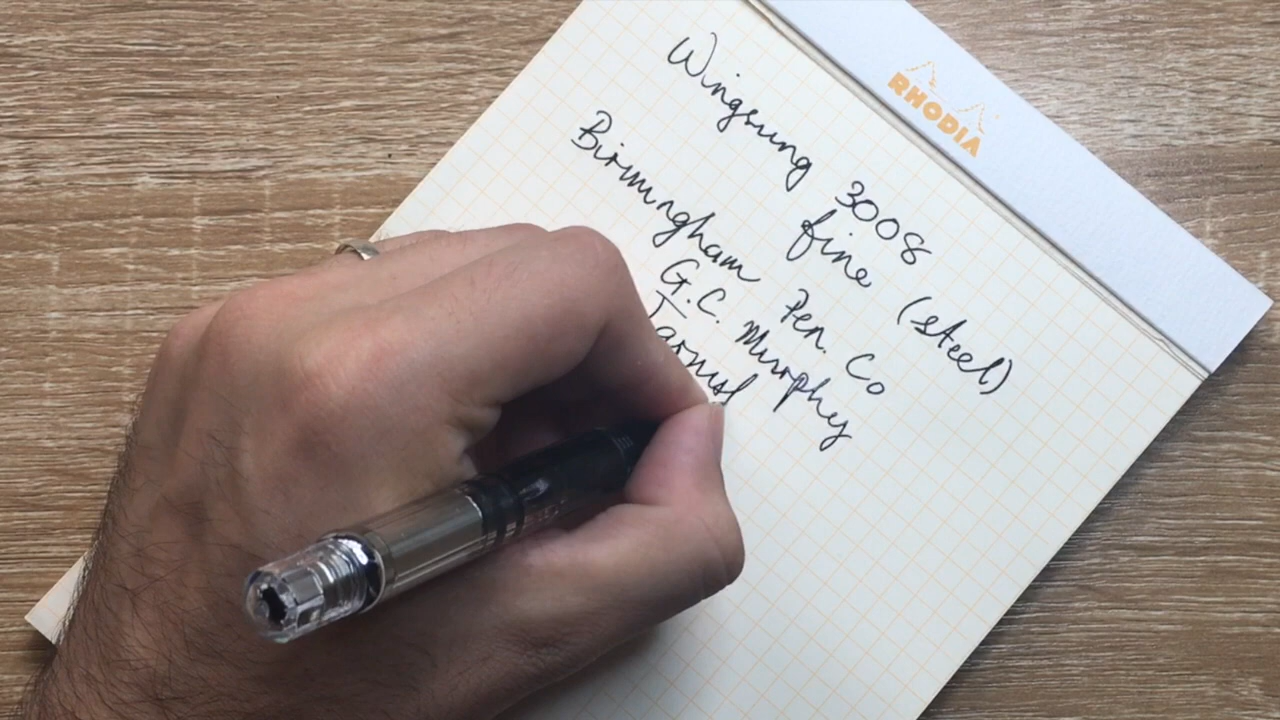 RHODIA
Wingsung 3008
fine (steel)
Birmingham Pen. Co
G.C. Murphy